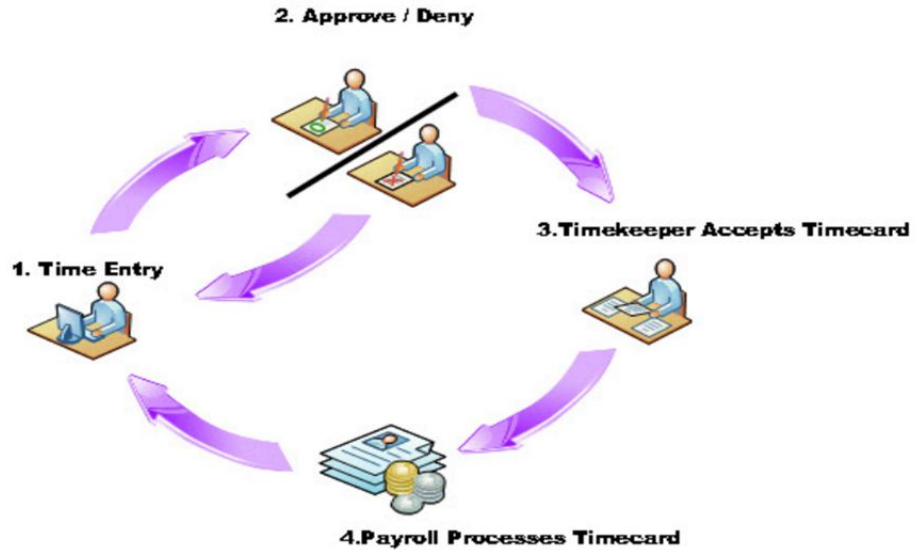 2. Approve / Deny
3.Timekeeper Accepts Timecard
1. Time Entry
4.Payroll Processes Timecard